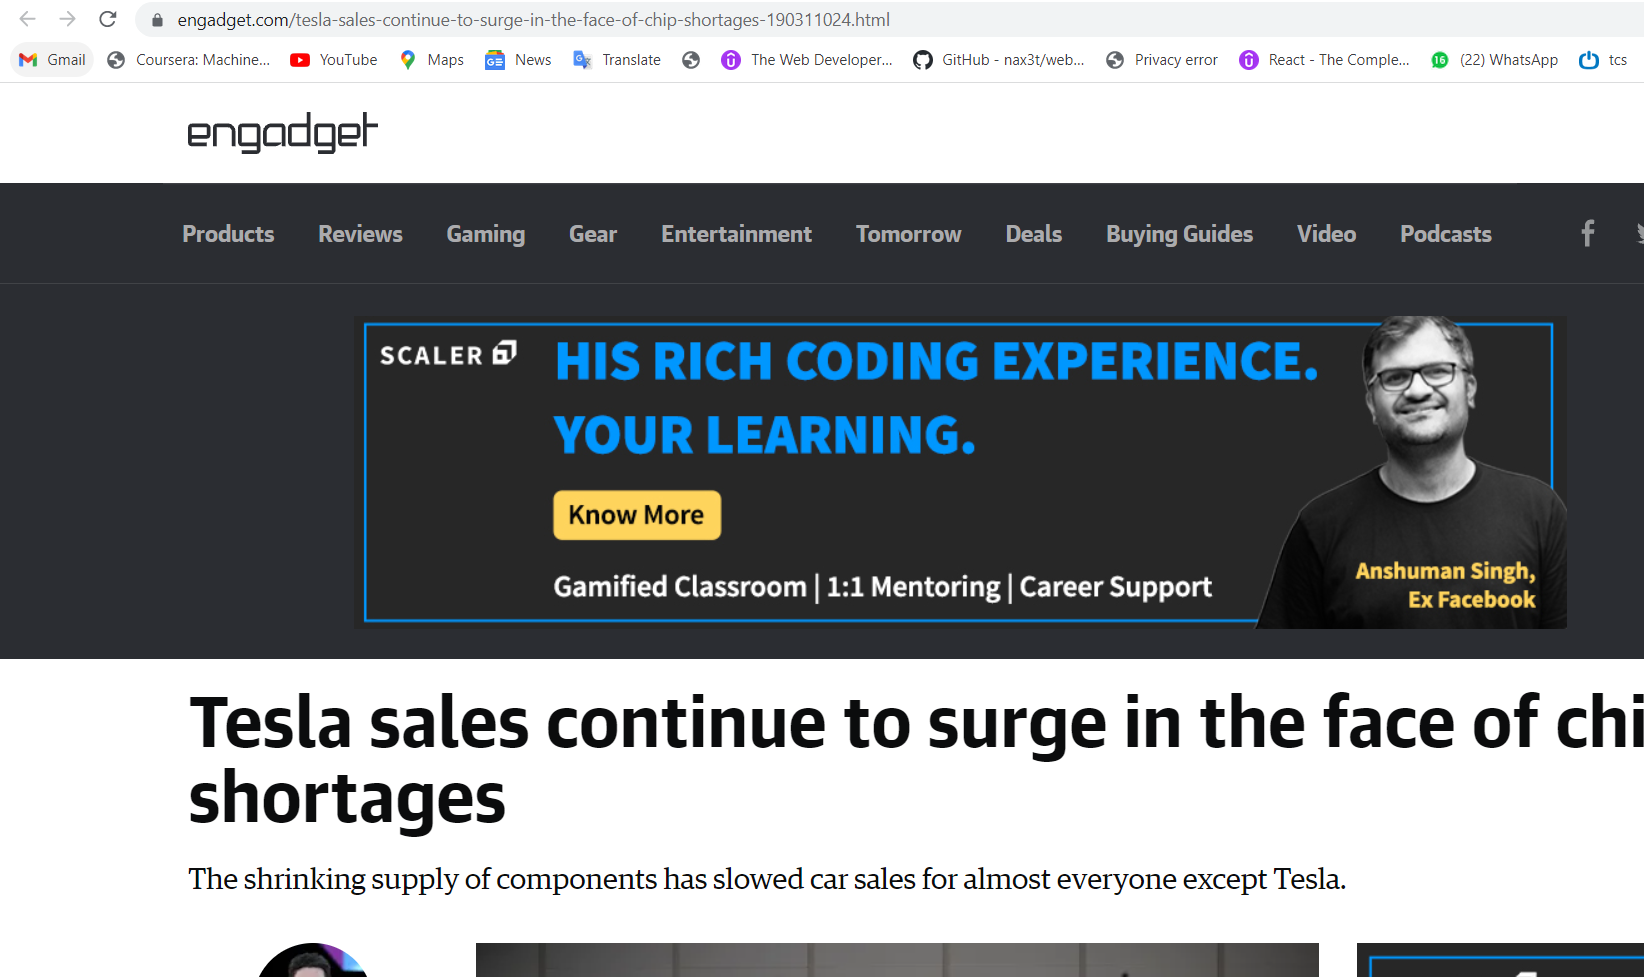 engadget.com/tesla-sales-continue-to-surge-in-the-face-of-chip-shortages-190311024.html
Gmail Coursera: Machine... YouTube Maps GE News G Translate The Web Developer... GitHub - nax3t/web... Privacy error React - The Comple... 16 (22) WhatsApp tcs
engadget
Products Reviews Gaming Gear Entertainment Tomorrow Deals Buying Guides Video Podcasts
SCALER
HIS RICH CODING EXPERIENCE.
YOUR LEARNING.
Know More
Gamified Classroom | 1:1 Mentoring | Career Support
Anshuman Singh,
Ex Facebook
Tesla sales continue to surge in the face of chi
shortages
The shrinking supply of components has slowed car sales for almost everyone except Tesla.